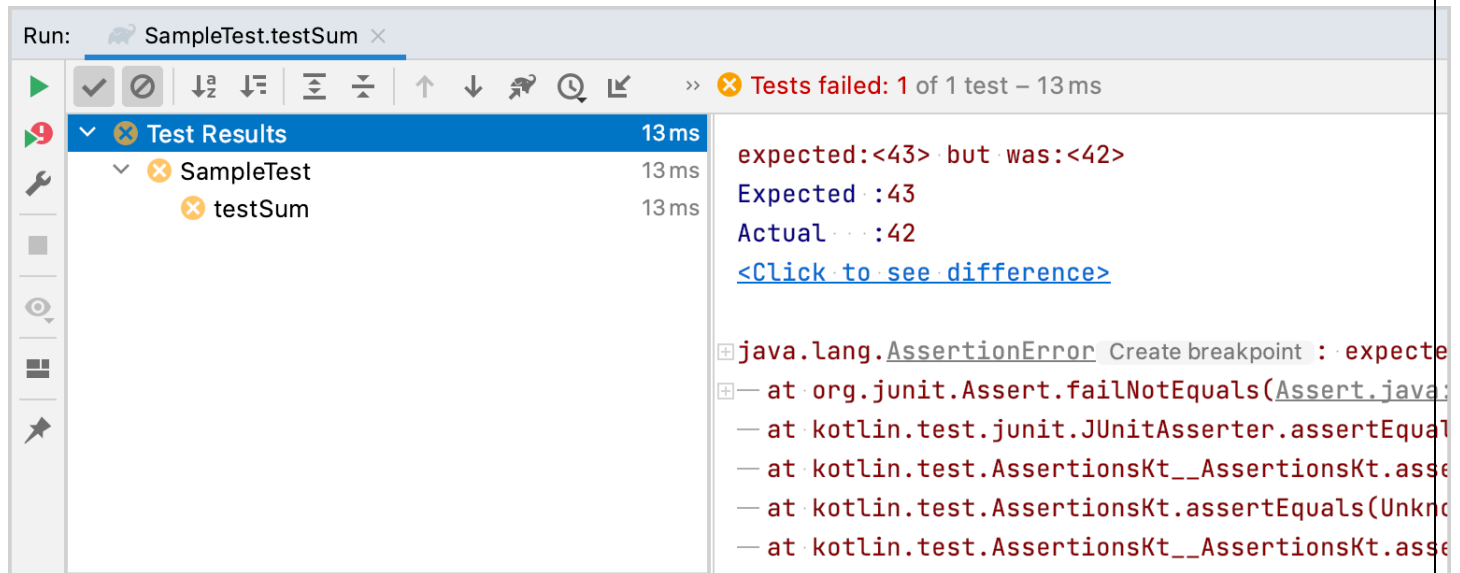 Run: SampleTest.testSum
Tests failed: 1 of 1 test – 13 ms
Test Results 13 ms
SampleTest 13 ms
testSum 13 ms
expected:<43> but was:<42>
Expected :43
Actual :42
<Click to see difference>
java.lang.AssertionError Create breakpoint : expecte
at org.junit.Assert.failNotEquals(Assert.java:
at kotlin.test.junit.JUnitAsserter.assertEqual
at kotlin.test.AssertionsKt__AssertionsKt.asse
at kotlin.test.AssertionsKt.assertEquals(Unkno
at kotlin.test.AssertionsKt__AssertionsKt.asse